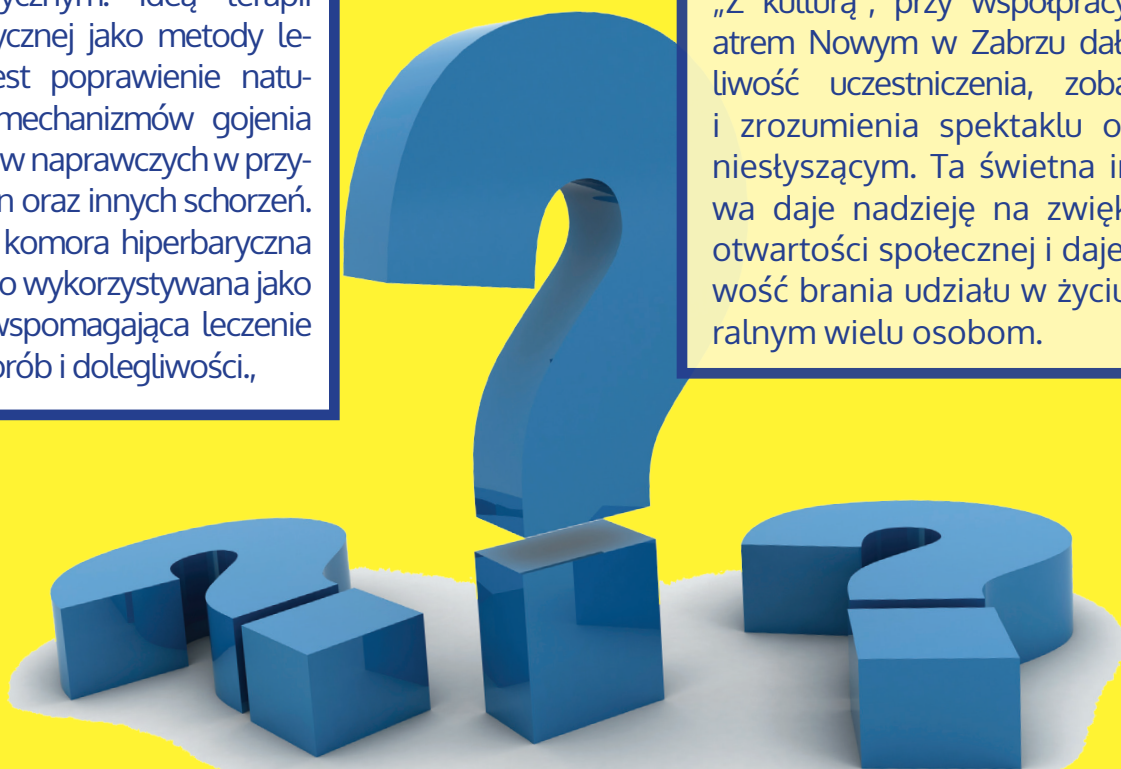 ycznym. Ideą terapii
ycznej jako metody le-
est poprawienie natu-
mechanizmów gojenia
w naprawczych w przy-
n oraz innych schorzeń.
komora hiperbaryczna
o wykorzystywana jako
wspomagająca leczenie
orób i dolegliwości.,
„Z kulturą", przy współpracy
atrem Nowym w Zabrzu dał
liwość uczestniczenia, zoba
i zrozumienia spektaklu o
niesłyszącym. Ta świetna in
wa daje nadzieję na zwięk
otwartości społecznej i daje
wość brania udziału w życiu
ralnym wielu osobom.